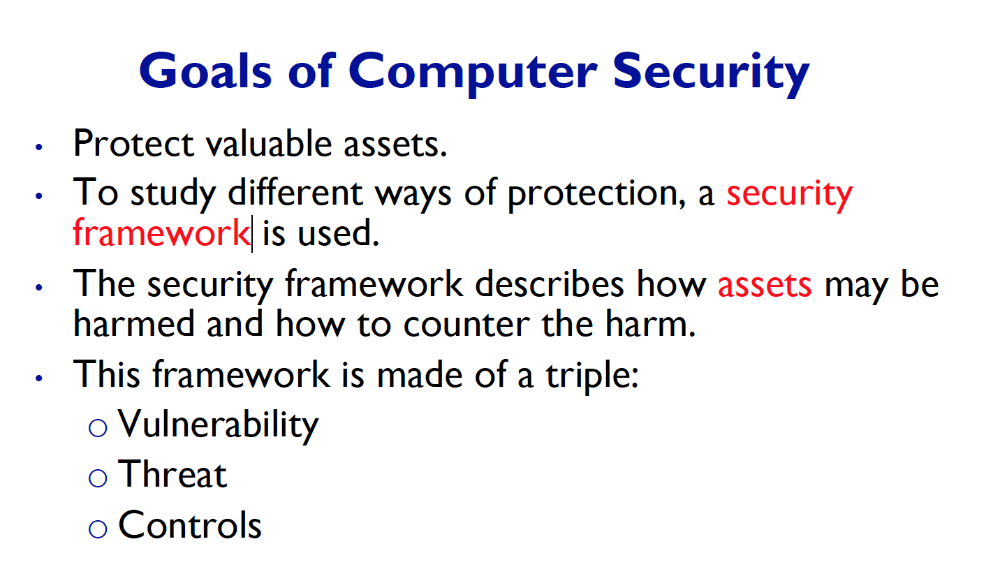 Goals of Computer Security
• Protect valuable assets.
• To study different ways of protection, a security
framework is used.
• The security framework describes how assets may be
harmed and how to counter the harm.
• This framework is made of a triple:
○ Vulnerability
○ Threat
○ Controls